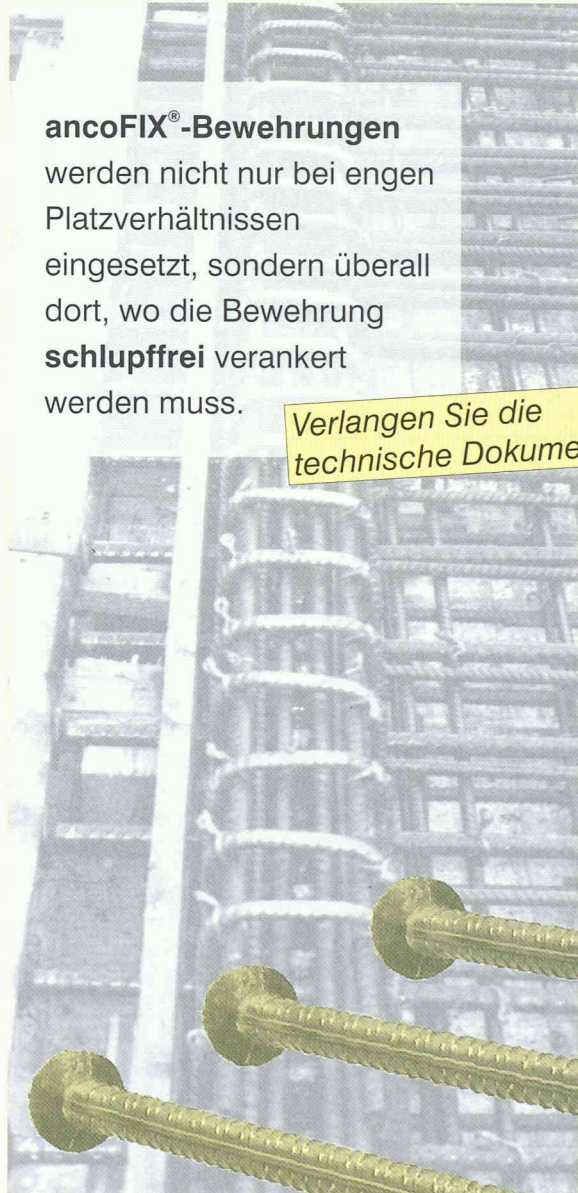 ancoFIX®-Bewehrungen
werden nicht nur bei engen
Platzverhältnissen
eingesetzt, sondern überall
dort, wo die Bewehrung
schlupffrei verankert
werden muss.
Verlangen Sie die
technische Dokume